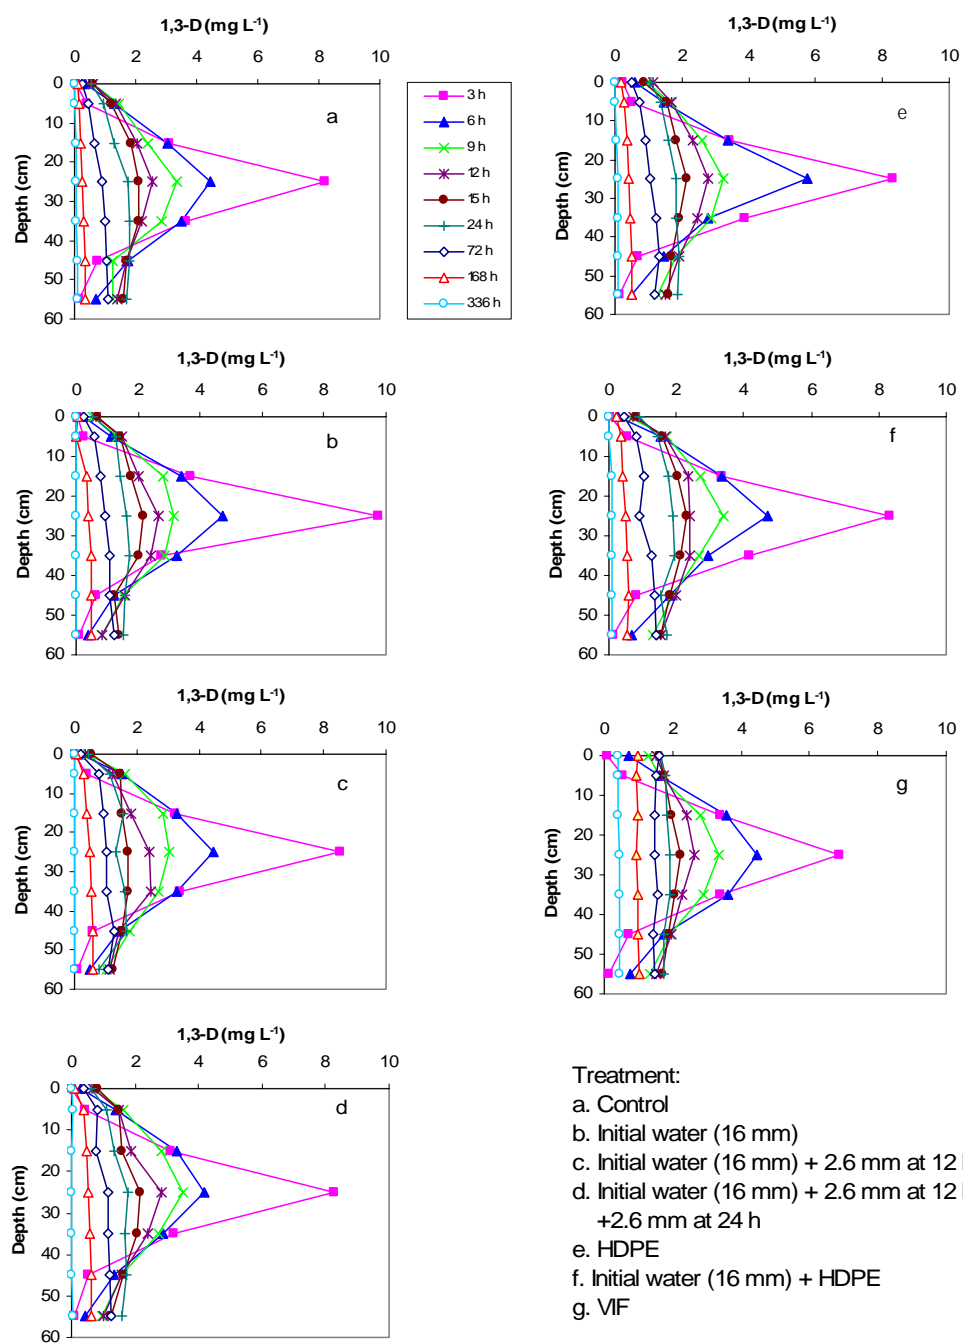 1,3-D (mg L-1)
0 2 4 6 8 10
0
10
20
30
40
50
60
Depth (cm)
a
3 h
6 h
9 h
12 h
15 h
24 h
72 h
168 h
336 h
1,3-D (mg L-1)
0 2 4 6 8 10
0
10
20
30
40
50
60
Depth (cm)
e
1,3-D (mg L-1)
0 2 4 6 8 10
0
10
20
30
40
50
60
Depth (cm)
b
1,3-D (mg L-1)
0 2 4 6 8 10
0
10
20
30
40
50
60
Depth (cm)
f
1,3-D (mg L-1)
0 2 4 6 8 10
0
10
20
30
40
50
60
Depth (cm)
c
1,3-D (mg L-1)
0 2 4 6 8 10
0
10
20
30
40
50
60
Depth (cm)
g
1,3-D (mg L-1)
0 2 4 6 8 10
0
10
20
30
40
50
60
Depth (cm)
d
Treatment:
a. Control
b. Initial water (16 mm)
c. Initial water (16 mm) + 2.6 mm at 12
d. Initial water (16 mm) + 2.6 mm at 12
+2.6 mm at 24 h
e. HDPE
f. Initial water (16 mm) + HDPE
g. VIF